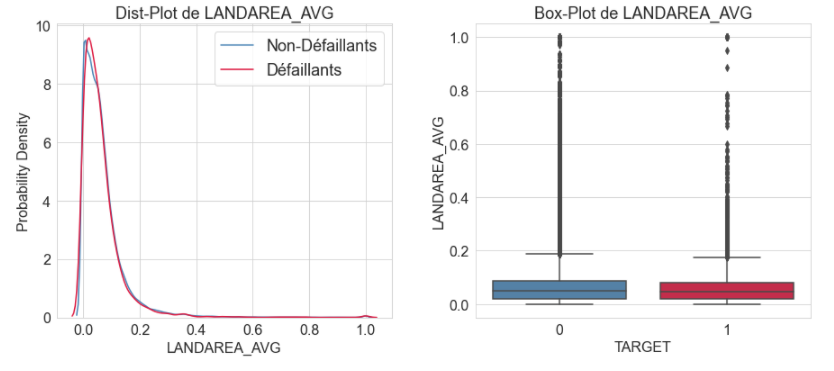 Dist-Plot de LANDAREA_AVG
Non-Défaillants
Défaillants
10
8
6
4
2
0
Probability Density
0.0 0.2 0.4 0.6 0.8 1.0
LANDAREA_AVG
Box-Plot de LANDAREA_AVG
1.0
0.8
0.6
0.4
0.2
0.0
LANDAREA_AVG
0 1
TARGET